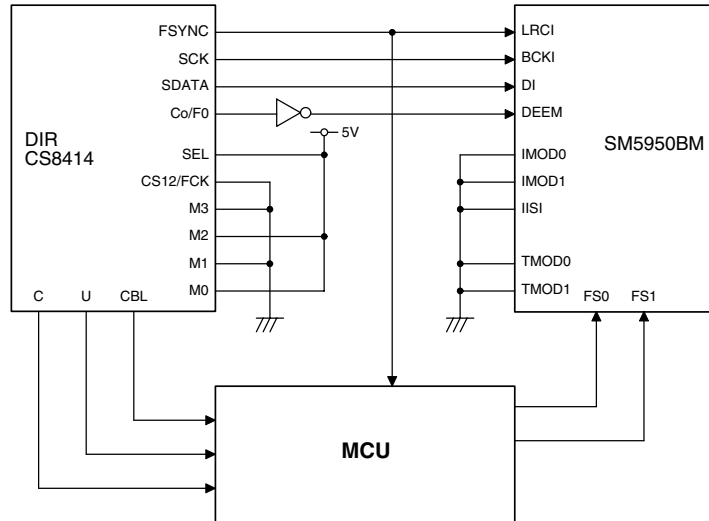 FSYNC
SCK
SDATA
Co/F0
DIR
CS8414
SEL
CS12/FCK
M3
M2
M1
M0
C U CBL
5V
LRCI
BCKI
DI
DEEM
SM5950BM
IMOD0
IMOD1
IISI
TMOD0
TMOD1
FS0 FS1
MCU